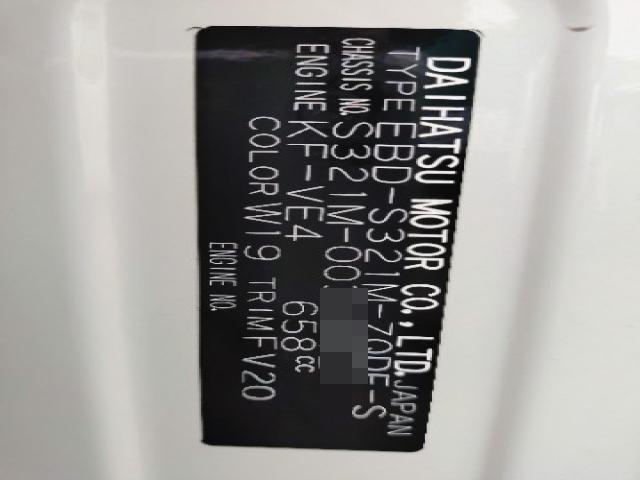 DAIHATSU MOTOR CO.,LTD. JAPAN
TYPE EBD-S321M-ZQDF-S
CHASSIS NO. S321M-00
ENGINE KF-VE4 658CC
COLOR W19 TRIM FV20
ENGINE NO.